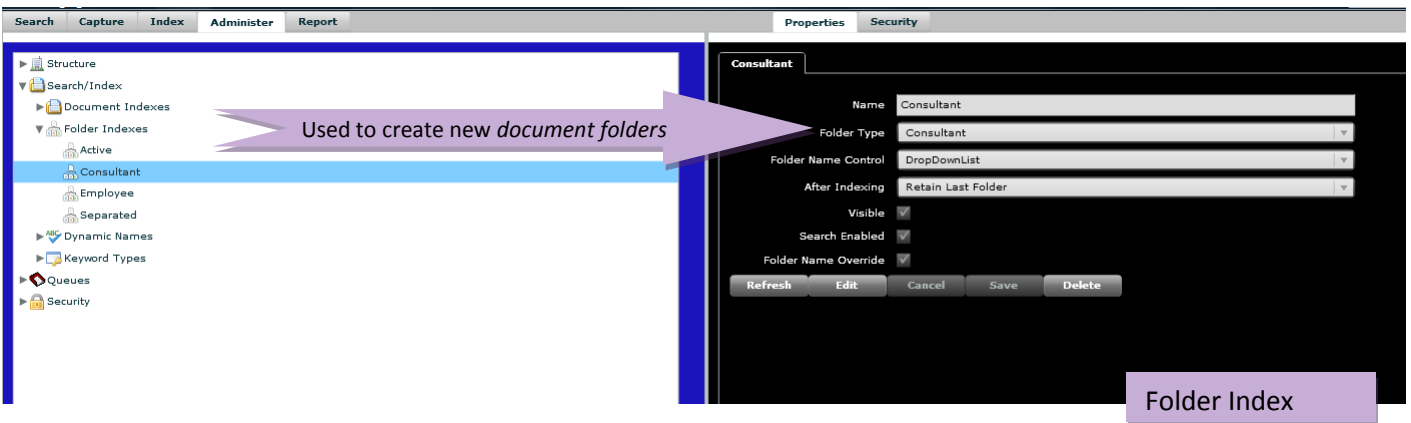 Search Capture Index Administer Report
Properties Security
Structure
Search/Index
Document Indexes
Folder Indexes
Active
Consultant
Employee
Separated
ABC Dynamic Names
Keyword Types
Queues
Security
Used to create new document folders
Consultant
Name Consultant
Folder Type Consultant
Folder Name Control DropDownList
After Indexing Retain Last Folder
Visible
Search Enabled
Folder Name Override
Refresh Edit Cancel Save Delete
Folder Index